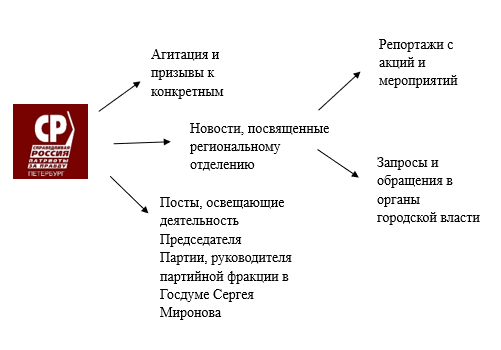 Агитация и
призывы к
конкретным
Репортажи с
акций и
мероприятий
СР
СПРАВЕДЛИВАЯ
РОССИЯ
ПАТРИОТЫ
ЗА ПРАВДУ
ПЕТЕРБУРГ
Новости, посвященные
региональному
отделению
Запросы и
обращения в
органы
городской власти
Посты, освещающие
деятельность
Председателя
Партии, руководителя
партийной фракции в
Госдуме Сергея
Миронова